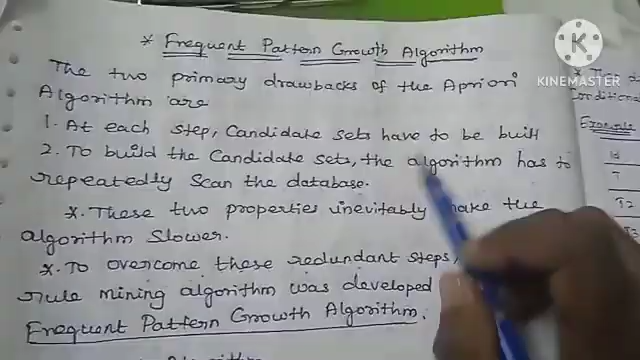 * Frequent Pattern Growth Algorithm
The two primary drawbacks of the Apriori
Algorithm are
1. At each step, Candidate sets have to be built
2. To build the Candidate sets, the algorithm has to
repeatedly Scan the database.
*. These two properties inevitably make the
algorithm Slower.
*. To overcome these redundant steps,
rule mining algorithm was developed
Frequent Pattern Growth Algorithm.
KINEMASTER
Conditiona
Example
T2